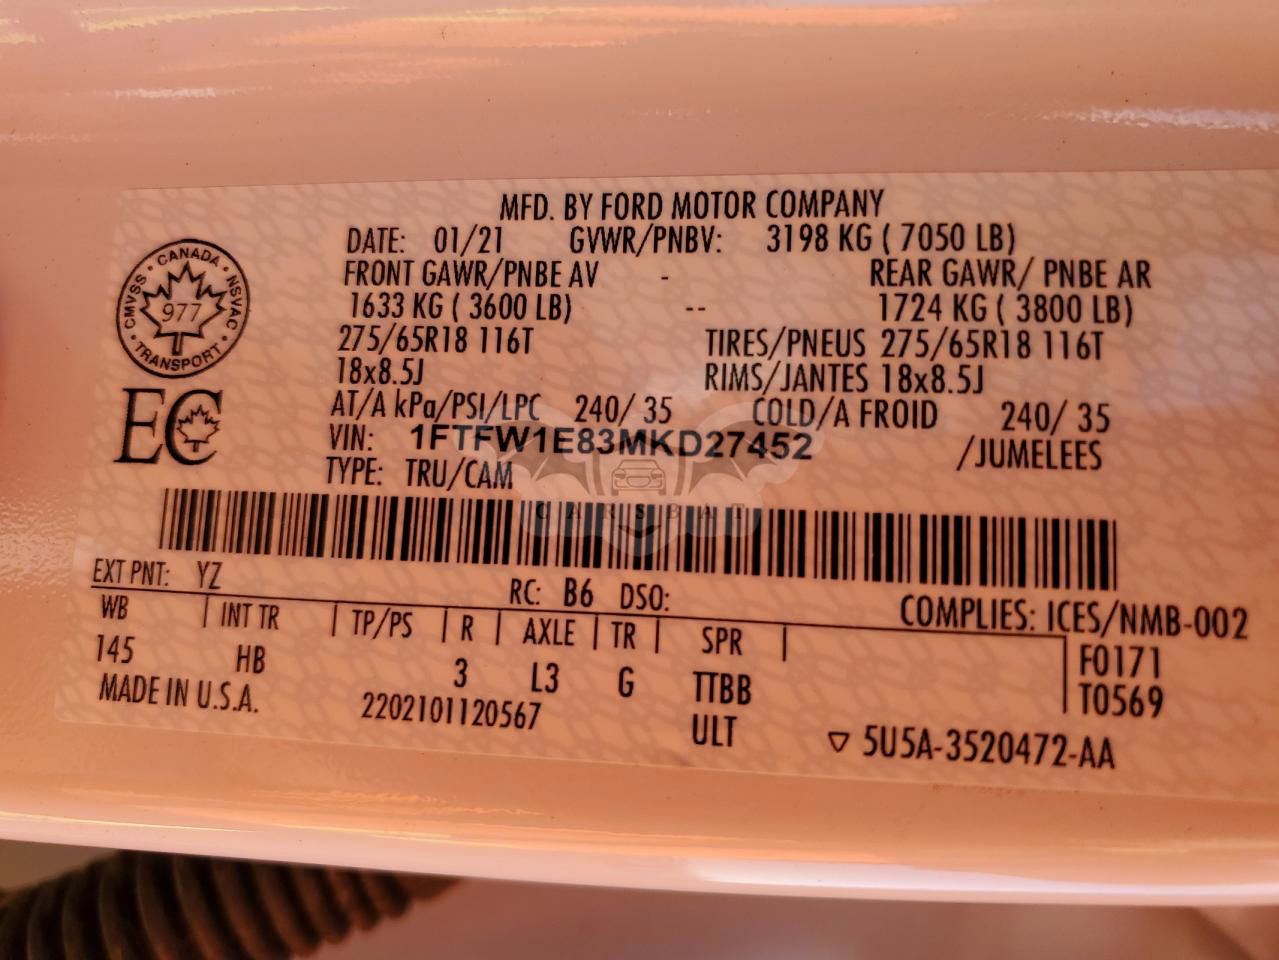 MFD. BY FORD MOTOR COMPANY
DATE: 01/21 GVWR/PNBV: 3198 KG ( 7050 LB)
FRONT GAWR/PNBE AV - REAR GAWR/ PNBE AR
1633 KG ( 3600 LB) -- 1724 KG ( 3800 LB)
275/65R18 116T TIRES/PNEUS 275/65R18 116T
18x8.5J RIMS/JANTES 18x8.5J
AT/A kPa/PSI/LPC 240/ 35 COLD/A FROID 240/ 35
VIN: 1FTFW1E83MKD27452 /JUMELEES
TYPE: TRU/CAM
CANADA
CMVSS 977 NSVAC
TRANSPORT
EC
CARSBAT
EXT PNT: YZ RC: B6 DSO:
COMPLIES: ICES/NMB-002
WB | INT TR | TP/PS | R | AXLE | TR | SPR |
145 HB 3 L3 G TTBB F0171
T0569
MADE IN U.S.A. 2202101120567 ULT ▽ 5U5A-3520472-AA